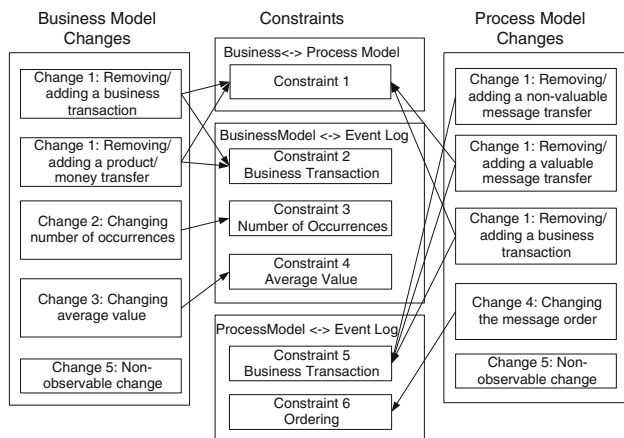 Business Model
Changes
Change 1: Removing/
adding a business
transaction
Change 1: Removing/
adding a product/
money transfer
Change 2: Changing
number of occurrences
Change 3: Changing
average value
Change 5: Non-
observable change
Constraints
Business<-> Process Model
Constraint 1
BusinessModel <-> Event Log
Constraint 2
Business Transaction
Constraint 3
Number of Occurrences
Constraint 4
Average Value
ProcessModel <-> Event Log
Constraint 5
Business Transaction
Constraint 6
Ordering
Process Model
Changes
Change 1: Removing/
adding a non-valuable
message transfer
Change 1: Removing/
adding a valuable
message transfer
Change 1: Removing/
adding a business
transaction
Change 4: Changing
the message order
Change 5: Non-
observable change